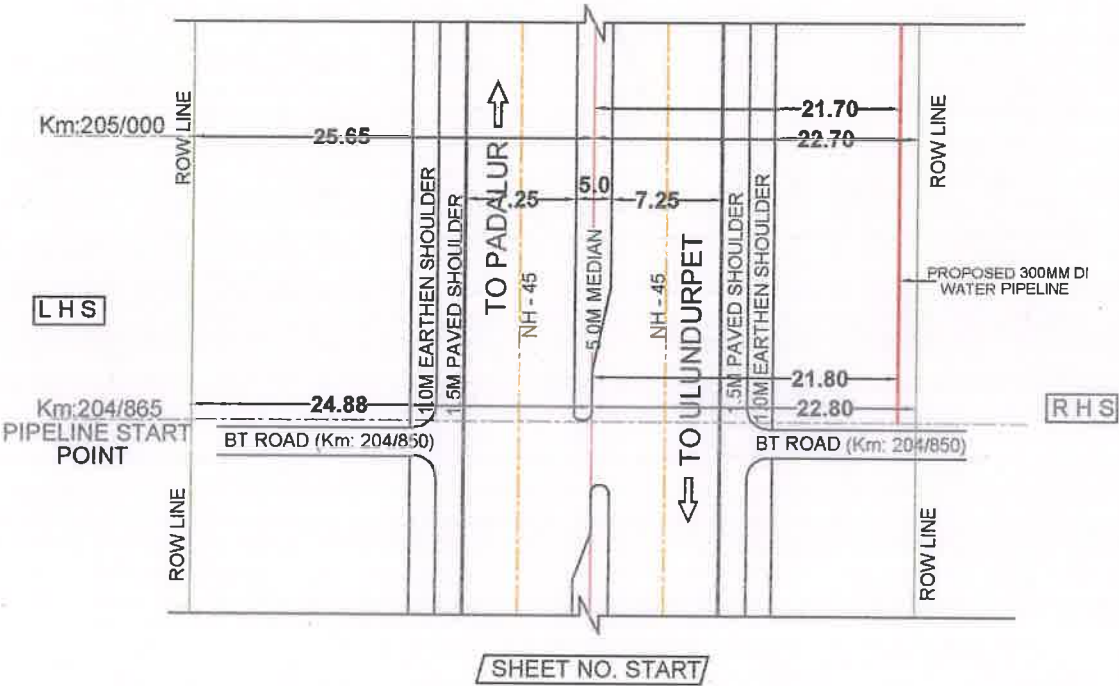 21.70
Km:205/000
25.65
22.70
ROW LINE
ROW LINE
5.0
7.25
7.25
1.0M EARTHEN SHOULDER
1.5M PAVED SHOULDER
TO PADALUR
NH - 45
5.0M MEDIAN
NH - 45
TO ULUNDURPET
1.5M PAVED SHOULDER
1.0M EARTHEN SHOULDER
PROPOSED 300MM DI
WATER PIPELINE
LHS
21.80
Km:204/865
24.88
22.80
RHS
PIPELINE START
POINT
BT ROAD (Km: 204/850)
BT ROAD (Km: 204/850)
ROW LINE
ROW LINE
SHEET NO. START